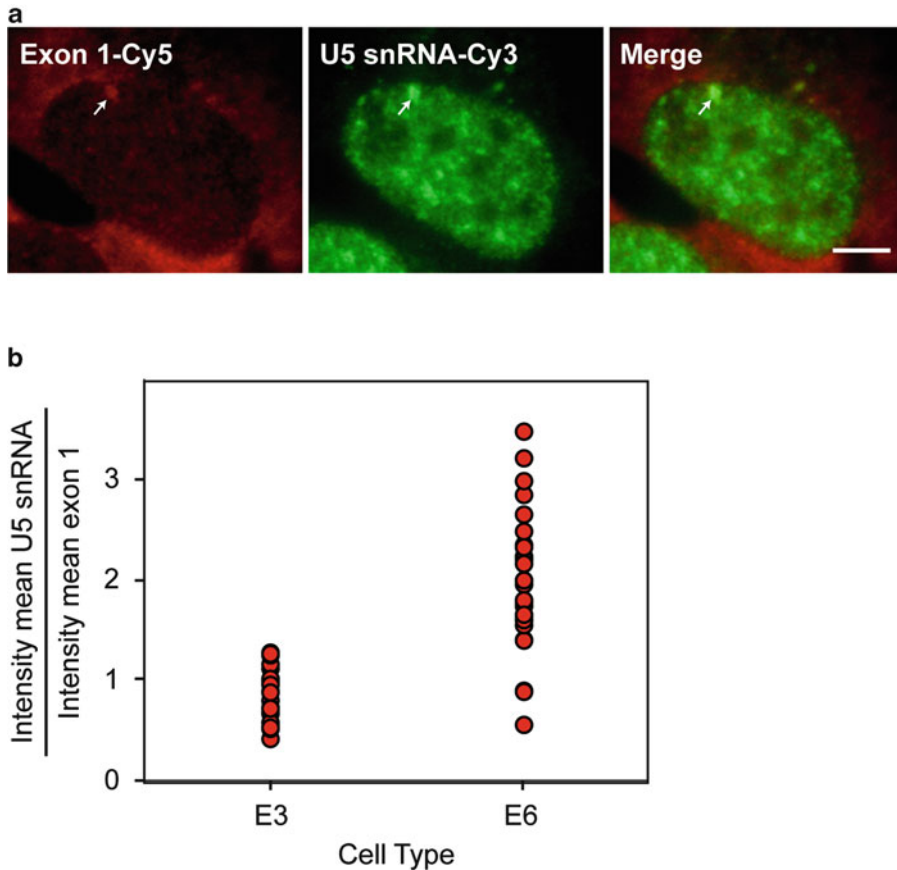 a
Exon 1-Cy5
U5 snRNA-Cy3
Merge
b
Intensity mean U5 snRNA
Intensity mean exon 1
3
2
1
0
E3
E6
Cell Type